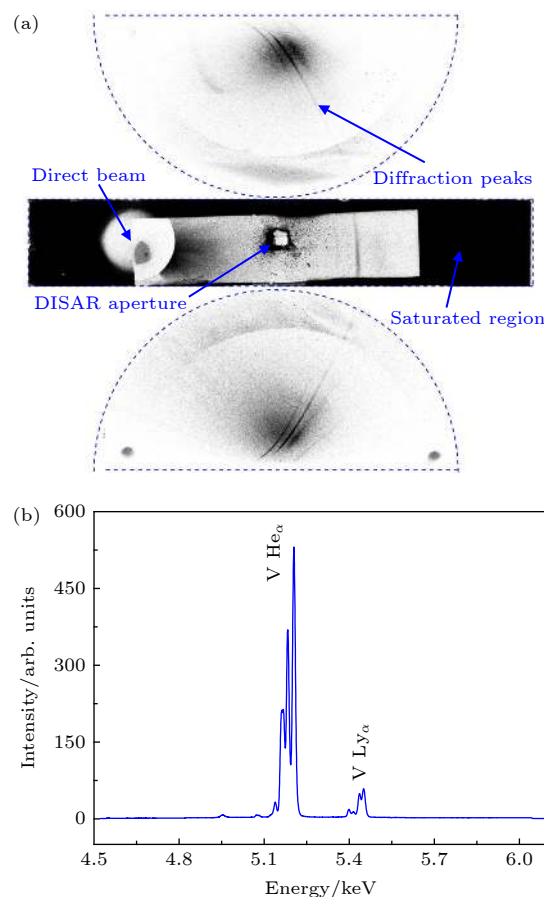 (a)
Diffraction peaks
Direct beam
DISAR aperture
Saturated region
(b)
600
450
300
150
0
Intensity/arb. units
V Heα
V Lyα
4.5 4.8 5.1 5.4 5.7 6.0
Energy/keV